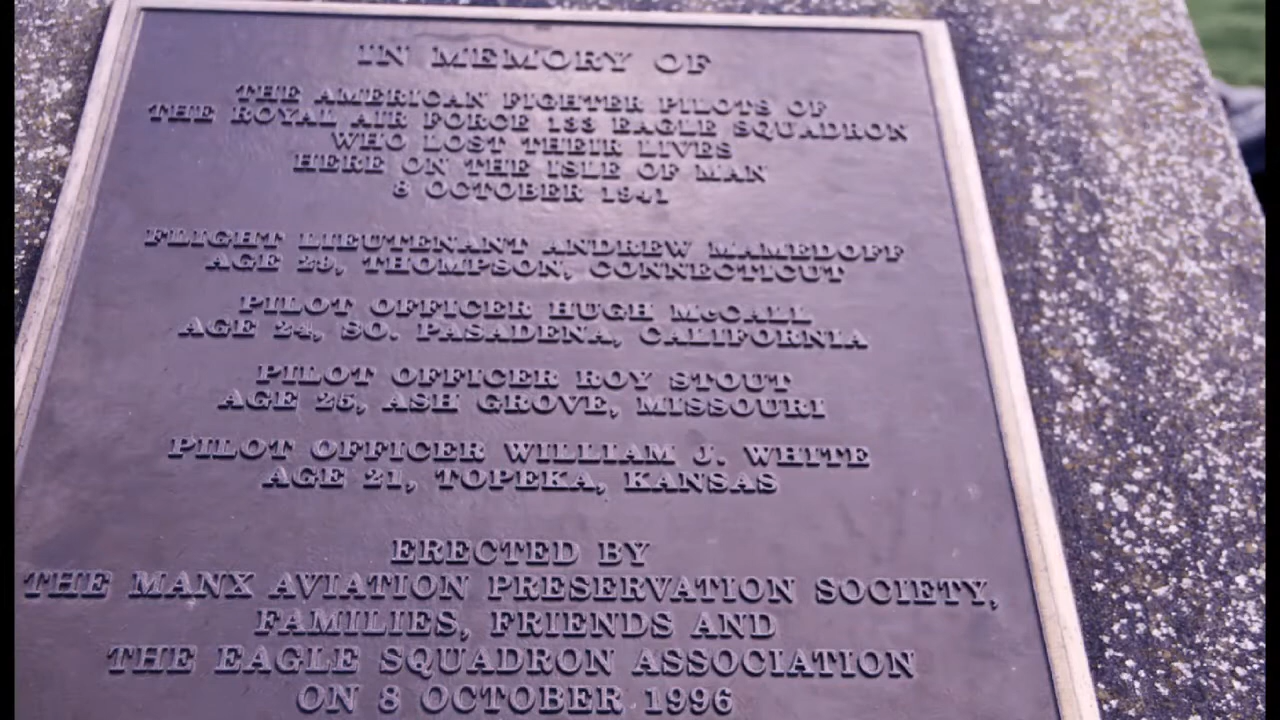 IN MEMORY OF
THE AMERICAN FIGHTER PILOTS OF
THE ROYAL AIR FORCE 133 EAGLE SQUADRON
WHO LOST THEIR LIVES
HERE ON THE ISLE OF MAN
8 OCTOBER 1941
FLIGHT LIEUTENANT ANDREW MAMEDOFF
AGE 29, THOMPSON, CONNECTICUT
PILOT OFFICER HUGH McCALL
AGE 24, SO. PASADENA, CALIFORNIA
PILOT OFFICER ROY STOUT
AGE 25, ASH GROVE, MISSOURI
PILOT OFFICER WILLIAM J. WHITE
AGE 21, TOPEKA, KANSAS
ERECTED BY
THE MANX AVIATION PRESERVATION SOCIETY,
FAMILIES, FRIENDS AND
THE EAGLE SQUADRON ASSOCIATION
ON 8 OCTOBER 1996